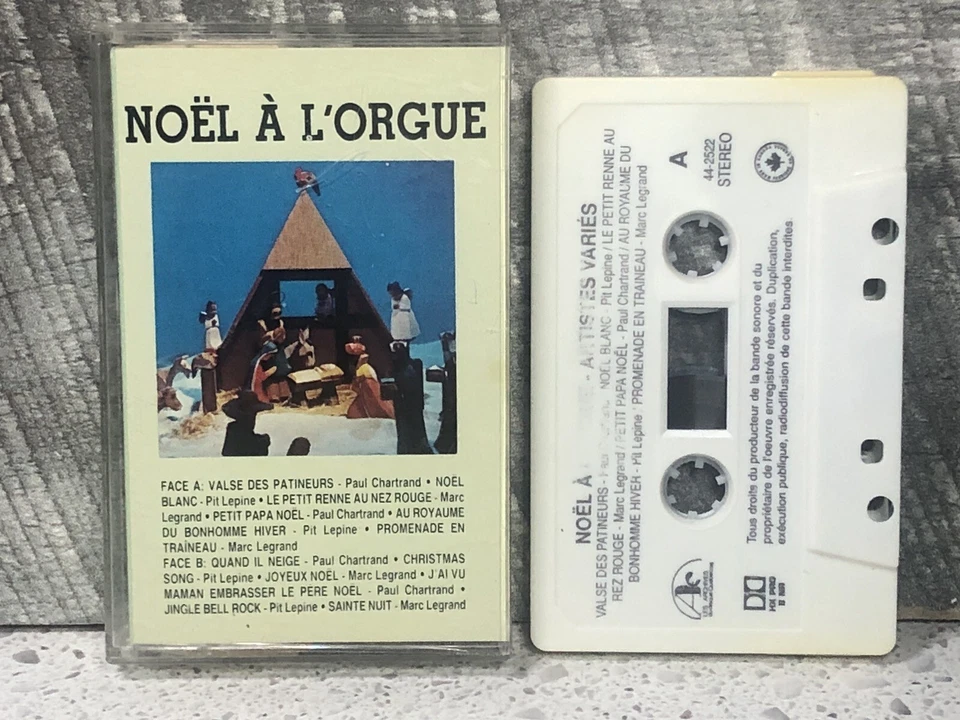 NOËL À L'ORGUE
FACE A: VALSE DES PATINEURS - Paul Chartrand • NOËL
BLANC - Pit Lepine • LE PETIT RENNE AU NEZ ROUGE - Marc
Legrand • PETIT PAPA NOËL - Paul Chartrand • AU ROYAUME
DU BONHOMME HIVER - Pit Lepine • PROMENADE EN
TRAÎNEAU - Marc Legrand
FACE B: QUAND IL NEIGE - Paul Chartrand • CHRISTMAS
SONG - Pit Lepine • JOYEUX NOËL - Marc Legrand • J'AI VU
MAMAN EMBRASSER LE PERE NOËL - Paul Chartrand •
JINGLE BELL ROCK - Pit Lepine • SAINTE NUIT - Marc Legrand
NOËL À - ARTISTES VARIÉS
VALSE DES PATINEURS - NOËL BLANC - Pit Lepine / LE PETIT RENNE AU
REZ ROUGE - Marc Legrand / PETIT PAPA NOËL - Paul Chartrand / AU ROYAUME DU
BONHOMME HIVER - Pit Lepine / PROMENADE EN TRAINEAU - Marc Legrand
A
44-2522
STEREO
Tous droits du producteur de la bande sonore et du
propriétaire de l'oeuvre enregistrée réservés. Duplication,
exécution publique, radiodiffusion de cette bande interdites.